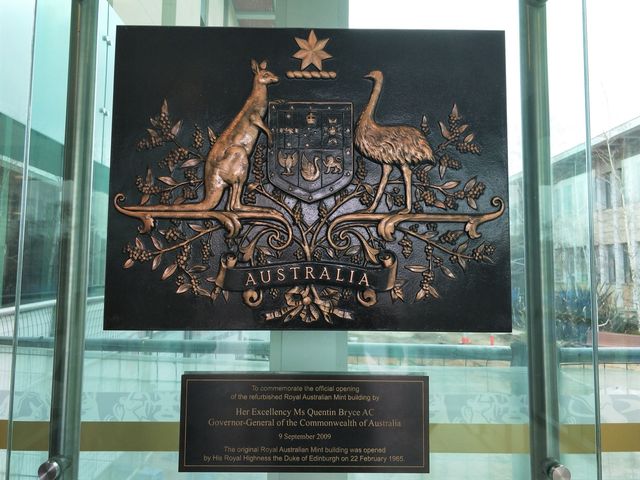 AUSTRALIA
To commemorate the official opening
of the refurbished Royal Australian Mint building by
Her Excellency Ms Quentin Bryce AC
Governor-General of the Commonwealth of Australia
9 September 2009
The original Royal Australian Mint building was opened
by His Royal Highness the Duke of Edinburgh on 22 February 1965.